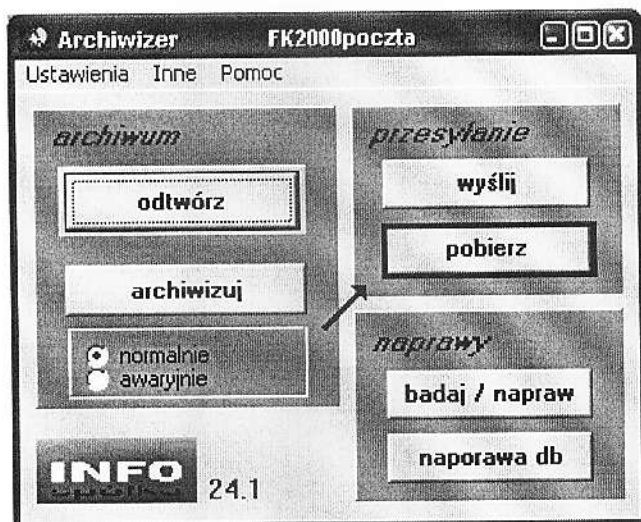 Archiwizer FK2000poczta
Ustawienia Inne Pomoc
archiwum
odtwórz
archiwizuj
normalnie
awaryjnie
przesyłanie
wyślij
pobierz
naprawy
badaj / napraw
naporawa db
INFO
24.1